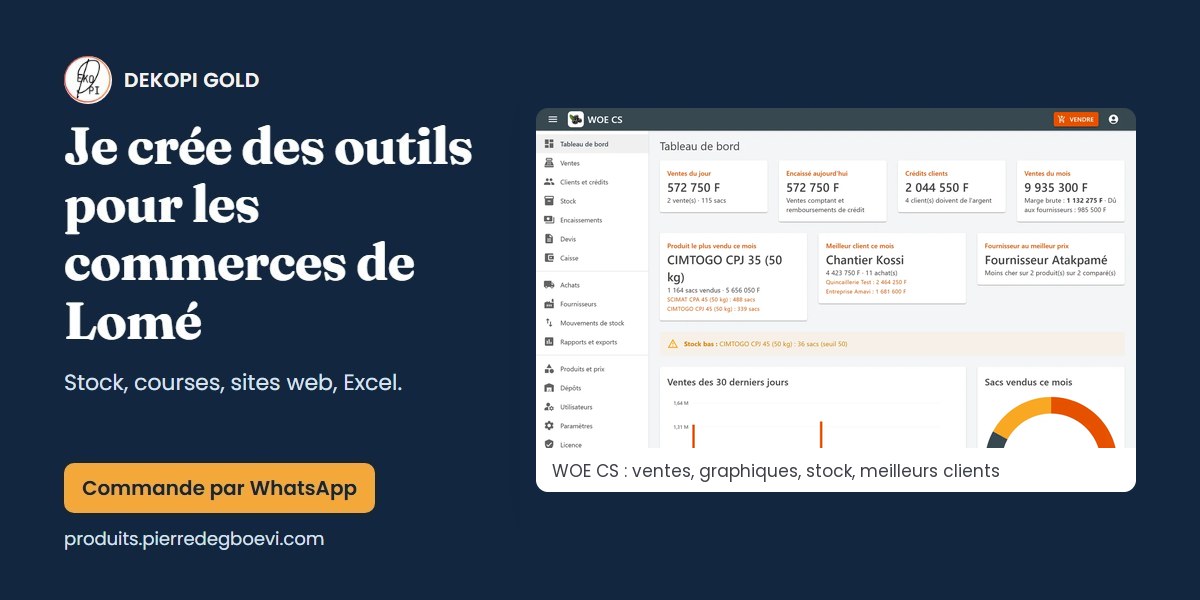 DEKOPI GOLD
Je crée des outils
pour les
commerces de
Lomé
Stock, courses, sites web, Excel.
Commande par WhatsApp
produits.pierredegboevi.com
WOE CS
VENDRE
Tableau de bord
Ventes
Clients et crédits
Stock
Encaissements
Devis
Caisse
Achats
Fournisseurs
Mouvements de stock
Rapports et exports
Produits et prix
Dépôts
Utilisateurs
Paramètres
Licence
Tableau de bord
Ventes du jour
572 750 F
2 vente(s) · 115 sacs
Encaissé aujourd'hui
572 750 F
Ventes comptant et
remboursements de crédit
Crédits clients
2 044 550 F
4 client(s) doivent de l'argent
Ventes du mois
9 935 300 F
Marge brute : 1 132 275 F · Dû
aux fournisseurs : 985 500 F
Produit le plus vendu ce mois
CIMTOGO CPJ 35 (50
kg)
1 164 sacs vendus · 5 656 050 F
SCIMAT CPA 45 (50 kg) : 488 sacs
CIMTOGO CPJ 45 (50 kg) : 339 sacs
Meilleur client ce mois
Chantier Kossi
4 423 750 F · 11 achat(s)
Quincaillerie Test : 2 464 250 F
Entreprise Amavi : 1 681 600 F
Fournisseur au meilleur prix
Fournisseur Atakpamé
Moins cher sur 2 produit(s) sur 2 comparé(s)
Stock bas : CIMTOGO CPJ 45 (50 kg) : 36 sacs (seuil 50)
Ventes des 30 derniers jours
1,64 M
1,31 M
Sacs vendus ce mois
WOE CS : ventes, graphiques, stock, meilleurs clients